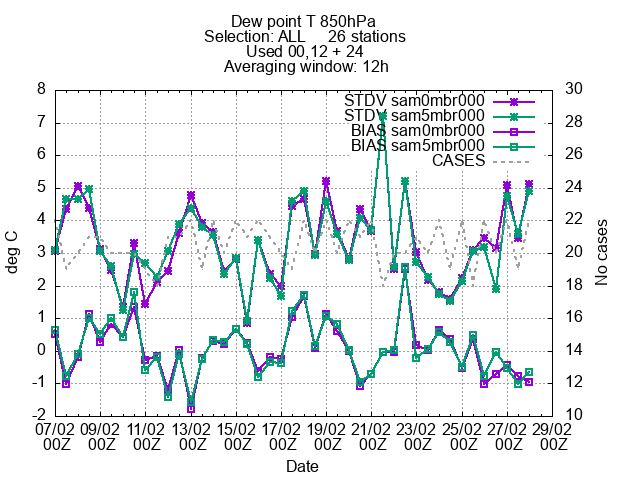 Dew point T 850hPa
Selection: ALL 26 stations
Used 00,12 + 24
Averaging window: 12h
STDV sam0mbr000
STDV sam5mbr000
BIAS sam0mbr000
BIAS sam5mbr000
CASES
8
7
6
5
4
3
2
1
0
-1
-2
deg C
30
28
26
24
22
20
18
16
14
12
10
No cases
07/02 09/02 11/02 13/02 15/02 17/02 19/02 21/02 23/02 25/02 27/02 29/02
00Z 00Z 00Z 00Z 00Z 00Z 00Z 00Z 00Z 00Z 00Z 00Z
Date